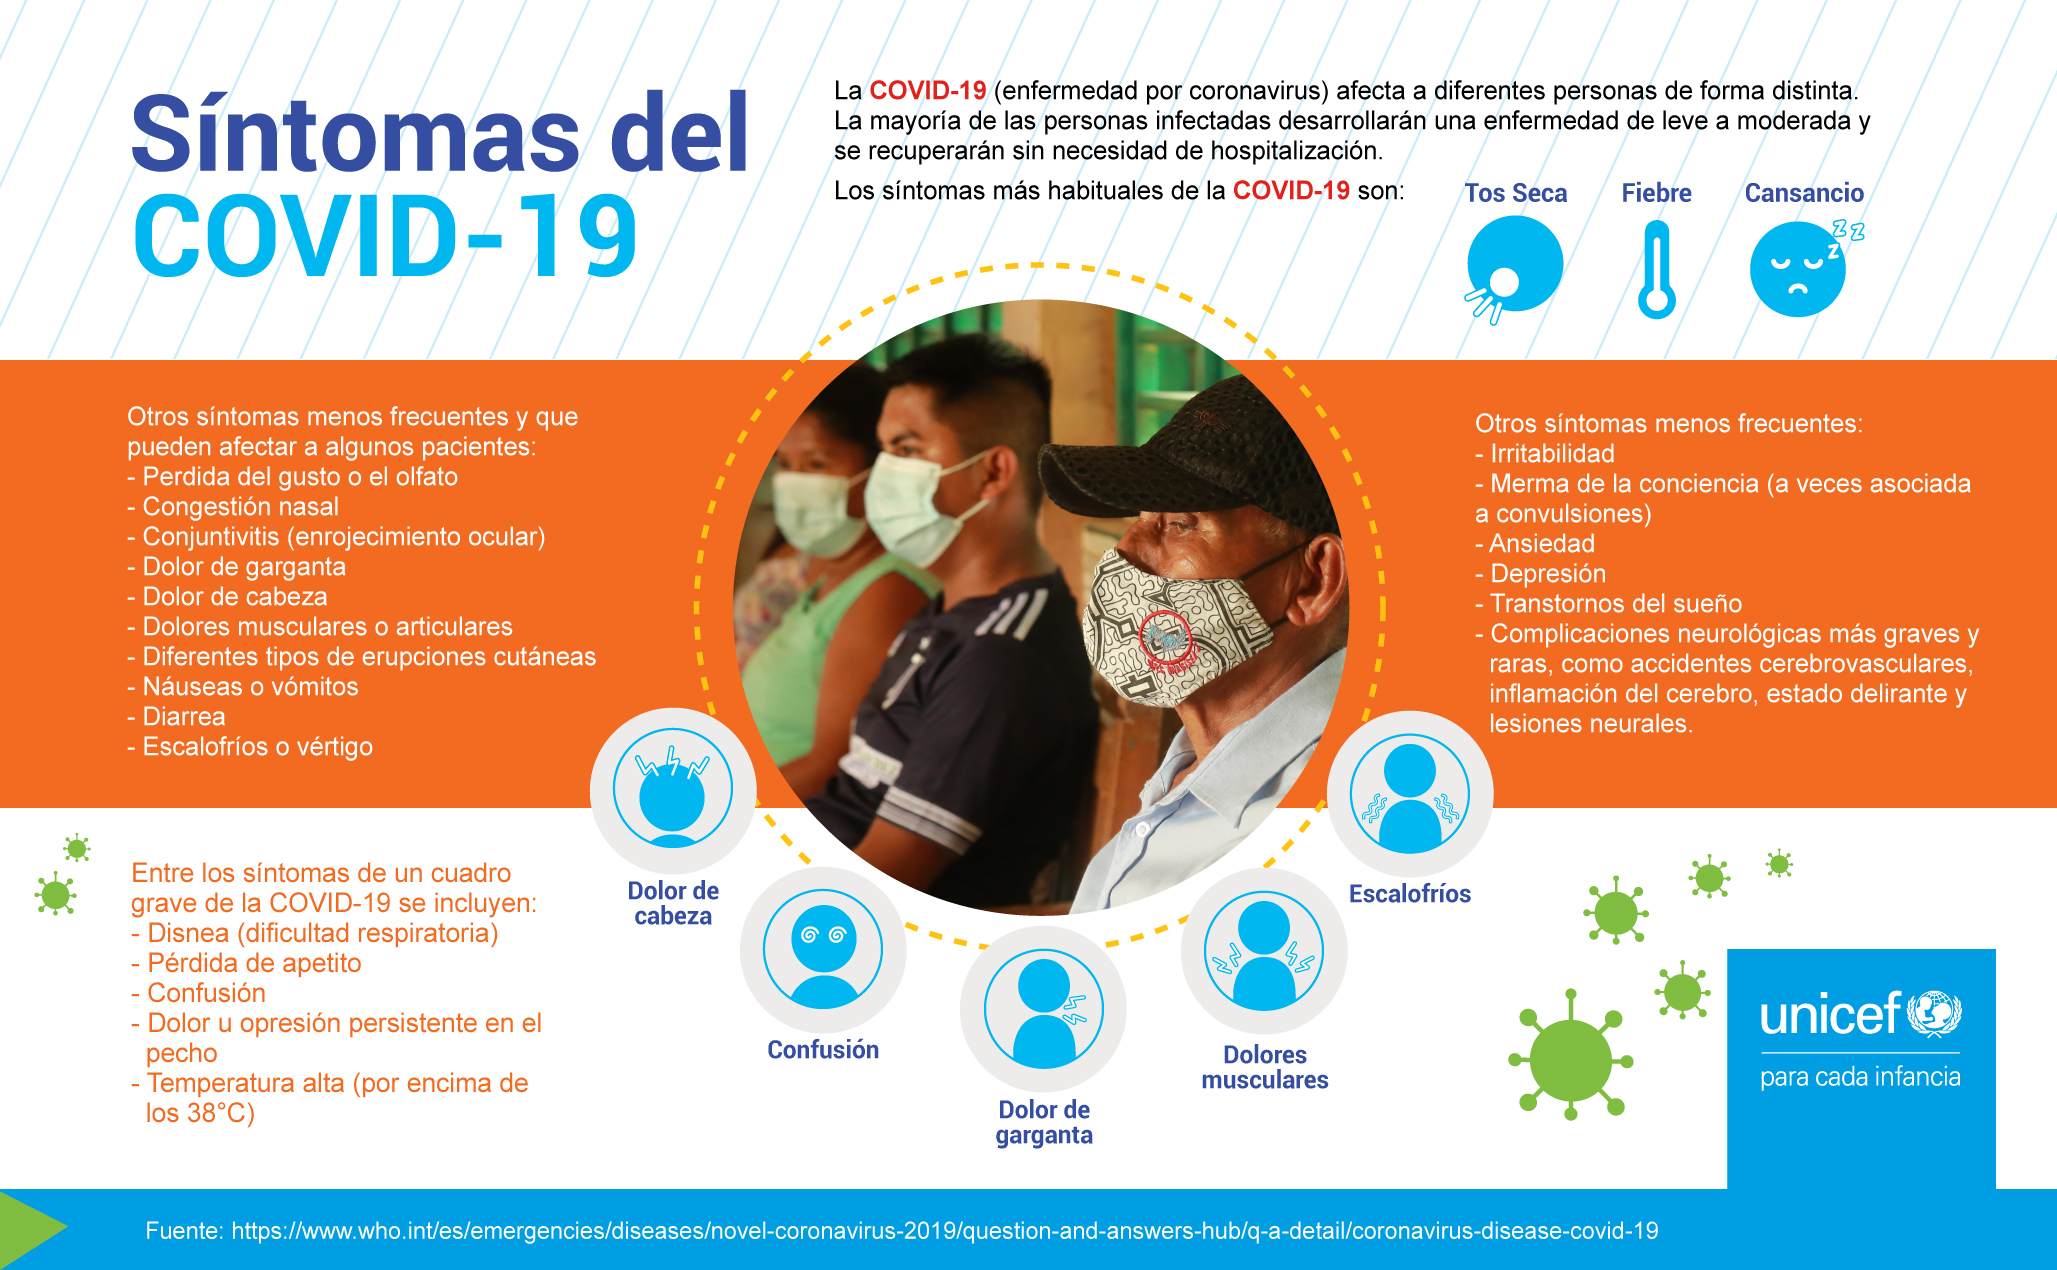 Síntomas del
COVID-19
La COVID-19 (enfermedad por coronavirus) afecta a diferentes personas de forma distinta.
La mayoría de las personas infectadas desarrollarán una enfermedad de leve a moderada y
se recuperarán sin necesidad de hospitalización.
Los síntomas más habituales de la COVID-19 son:
Tos Seca
Fiebre
Cansancio
Otros síntomas menos frecuentes y que
pueden afectar a algunos pacientes:
- Perdida del gusto o el olfato
- Congestión nasal
- Conjuntivitis (enrojecimiento ocular)
- Dolor de garganta
- Dolor de cabeza
- Dolores musculares o articulares
- Diferentes tipos de erupciones cutáneas
- Náuseas o vómitos
- Diarrea
- Escalofríos o vértigo
Otros síntomas menos frecuentes:
- Irritabilidad
- Merma de la conciencia (a veces asociada
a convulsiones)
- Ansiedad
- Depresión
- Transtornos del sueño
- Complicaciones neurológicas más graves y
raras, como accidentes cerebrovasculares,
inflamación del cerebro, estado delirante y
lesiones neurales.
Entre los síntomas de un cuadro
grave de la COVID-19 se incluyen:
- Disnea (dificultad respiratoria)
- Pérdida de apetito
- Confusión
- Dolor u opresión persistente en el
pecho
- Temperatura alta (por encima de
los 38°C)
Dolor de
cabeza
Confusión
Dolor de
garganta
Dolores
musculares
Escalofríos
unicef
para cada infancia
Fuente: https://www.who.int/es/emergencies/diseases/novel-coronavirus-2019/question-and-answers-hub/q-a-detail/coronavirus-disease-covid-19